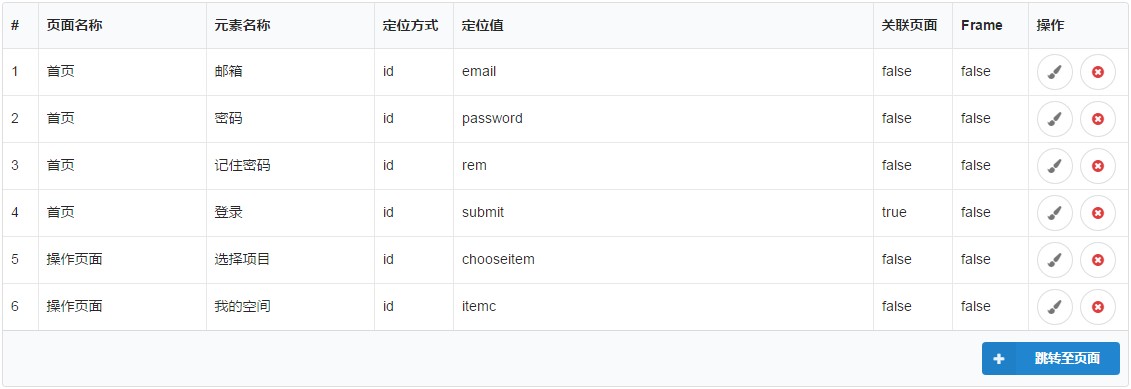 # 页面名称 元素名称 定位方式 定位值 关联页面 Frame 操作
1 首页 邮箱 id email false false
2 首页 密码 id password false false
3 首页 记住密码 id rem false false
4 首页 登录 id submit true false
5 操作页面 选择项目 id chooseitem false false
6 操作页面 我的空间 id itemc false false
跳转至页面